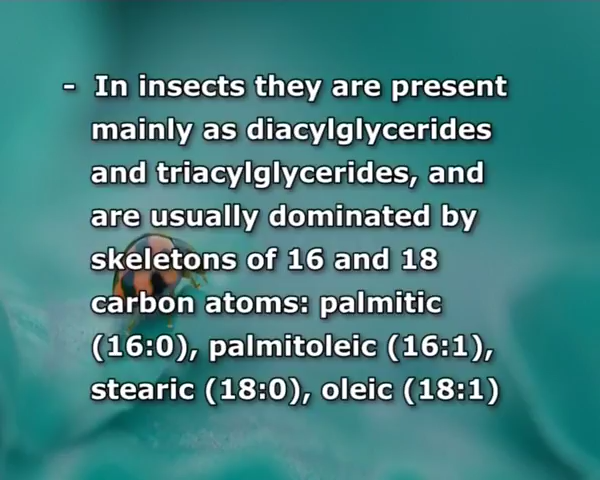 - In insects they are present
mainly as diacylglycerides
and triacylglycerides, and
are usually dominated by
skeletons of 16 and 18
carbon atoms: palmitic
(16:0), palmitoleic (16:1),
stearic (18:0), oleic (18:1)